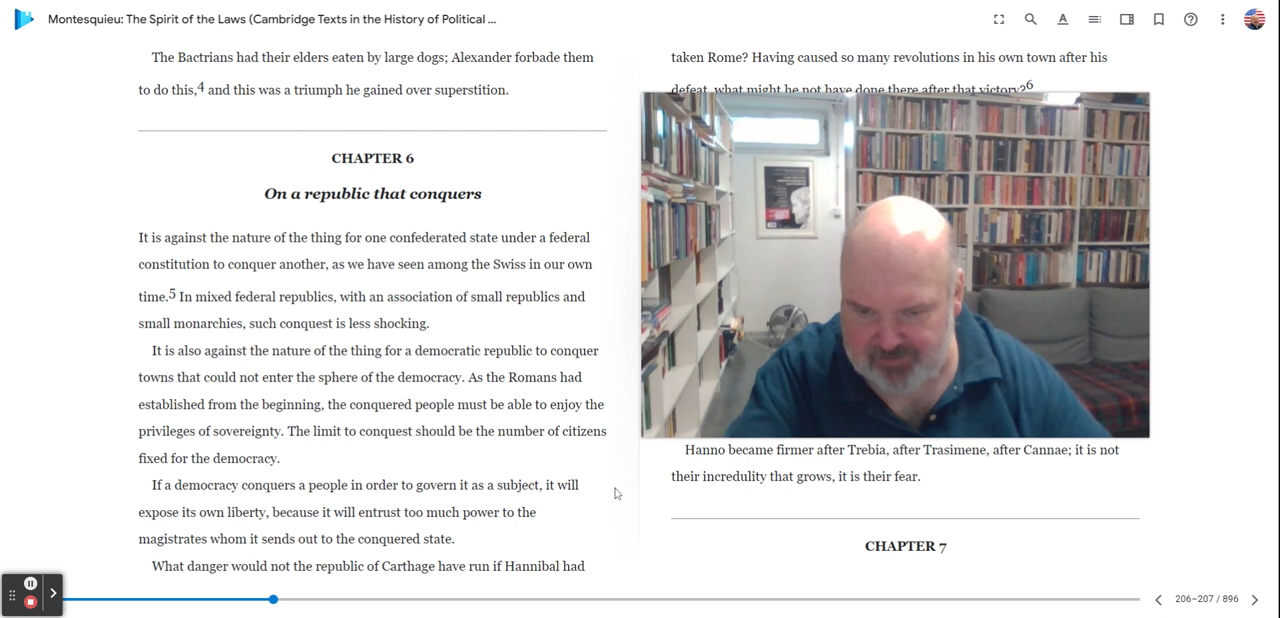 Montesquieu: The Spirit of the Laws (Cambridge Texts in the History of Political ...
The Bactrians had their elders eaten by large dogs; Alexander forbade them
to do this,4 and this was a triumph he gained over superstition.
CHAPTER 6
On a republic that conquers
It is against the nature of the thing for one confederated state under a federal
constitution to conquer another, as we have seen among the Swiss in our own
time.5 In mixed federal republics, with an association of small republics and
small monarchies, such conquest is less shocking.
It is also against the nature of the thing for a democratic republic to conquer
towns that could not enter the sphere of the democracy. As the Romans had
established from the beginning, the conquered people must be able to enjoy the
privileges of sovereignty. The limit to conquest should be the number of citizens
fixed for the democracy.
If a democracy conquers a people in order to govern it as a subject, it will
expose its own liberty, because it will entrust too much power to the
magistrates whom it sends out to the conquered state.
What danger would not the republic of Carthage have run if Hannibal had
taken Rome? Having caused so many revolutions in his own town after his
defeat, what might he not have done there after that victory?6
Hanno became firmer after Trebia, after Trasimene, after Cannae; it is not
their incredulity that grows, it is their fear.
CHAPTER 7
206–207 / 896